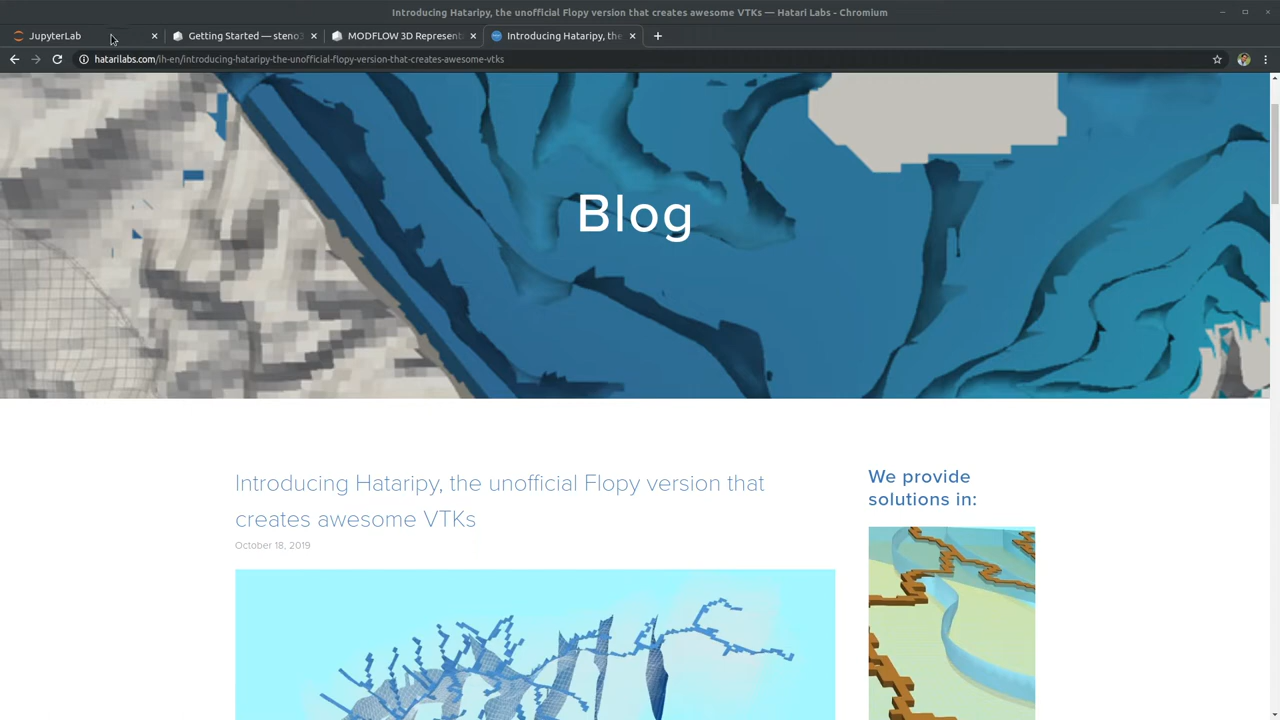 Introducing Hataripy, the unofficial Flopy version that creates awesome VTKs — Hatari Labs - Chromium
JupyterLab
Getting Started — steno3
MODFLOW 3D Represent
Introducing Hataripy, the
hatarilabs.com/ih-en/introducing-hataripy-the-unofficial-flopy-version-that-creates-awesome-vtks
Blog
Introducing Hataripy, the unofficial Flopy version that
creates awesome VTKs
October 18, 2019
We provide
solutions in: